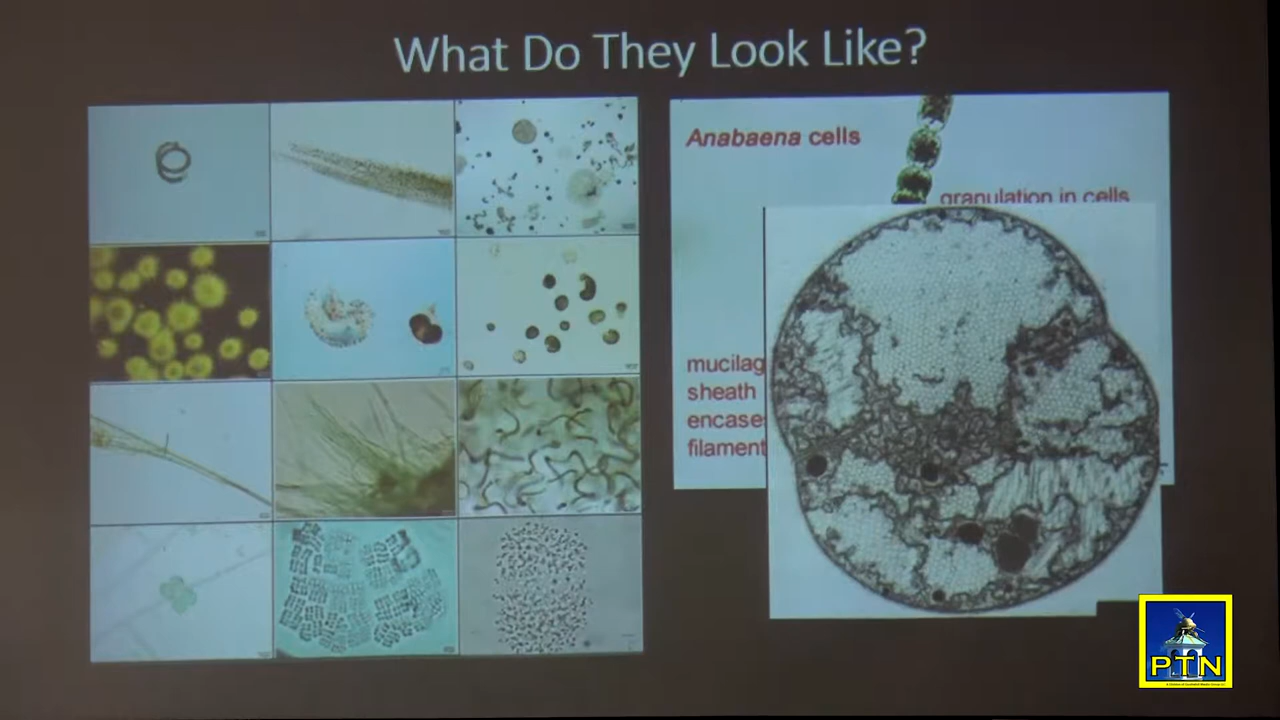 What Do They Look Like?
Anabaena cells
granulation in cells
mucilag
sheath
encase
filament
PTN